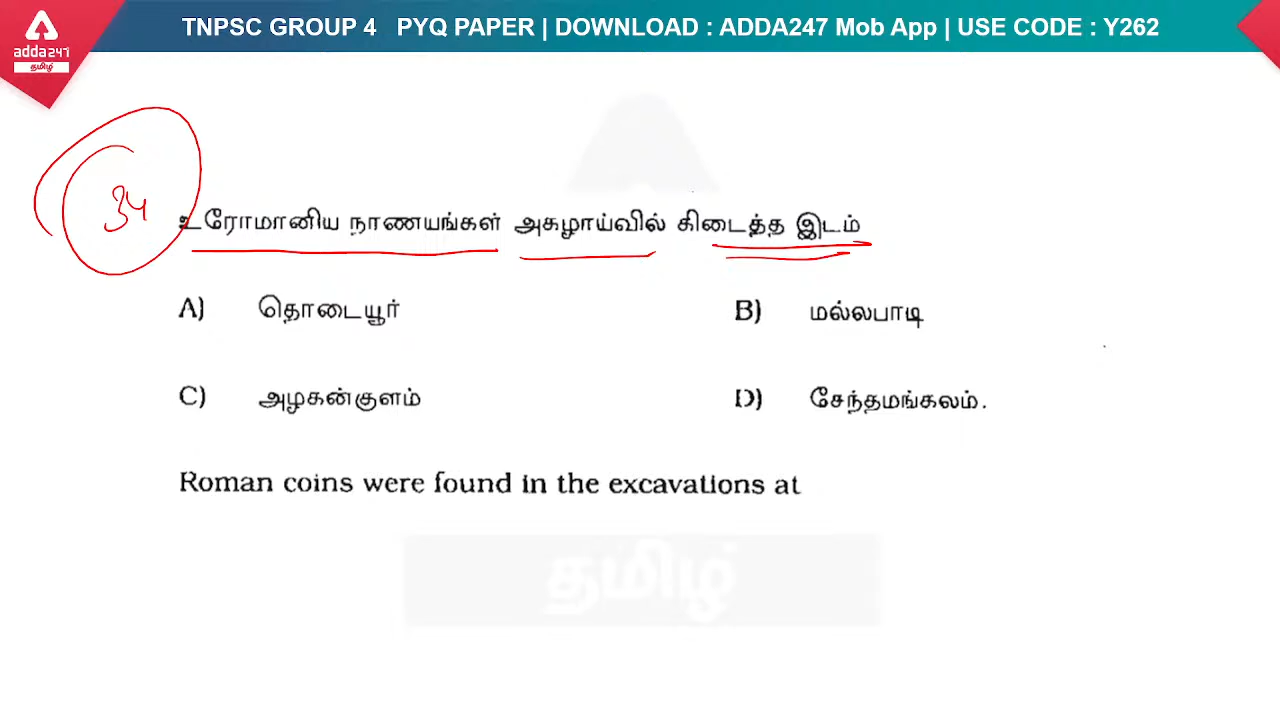 TNPSC GROUP 4 PYQ PAPER | DOWNLOAD : ADDA247 Mob App | USE CODE : Y262
adda247
தமிழ்
34
உரோமானிய நாணயங்கள் அகழாய்வில் கிடைத்த இடம்
A) தொடையூர் B) மல்லபாடி
C) அழகன்குளம் D) சேந்தமங்கலம்.
Roman coins were found in the excavations at
தமிழ்